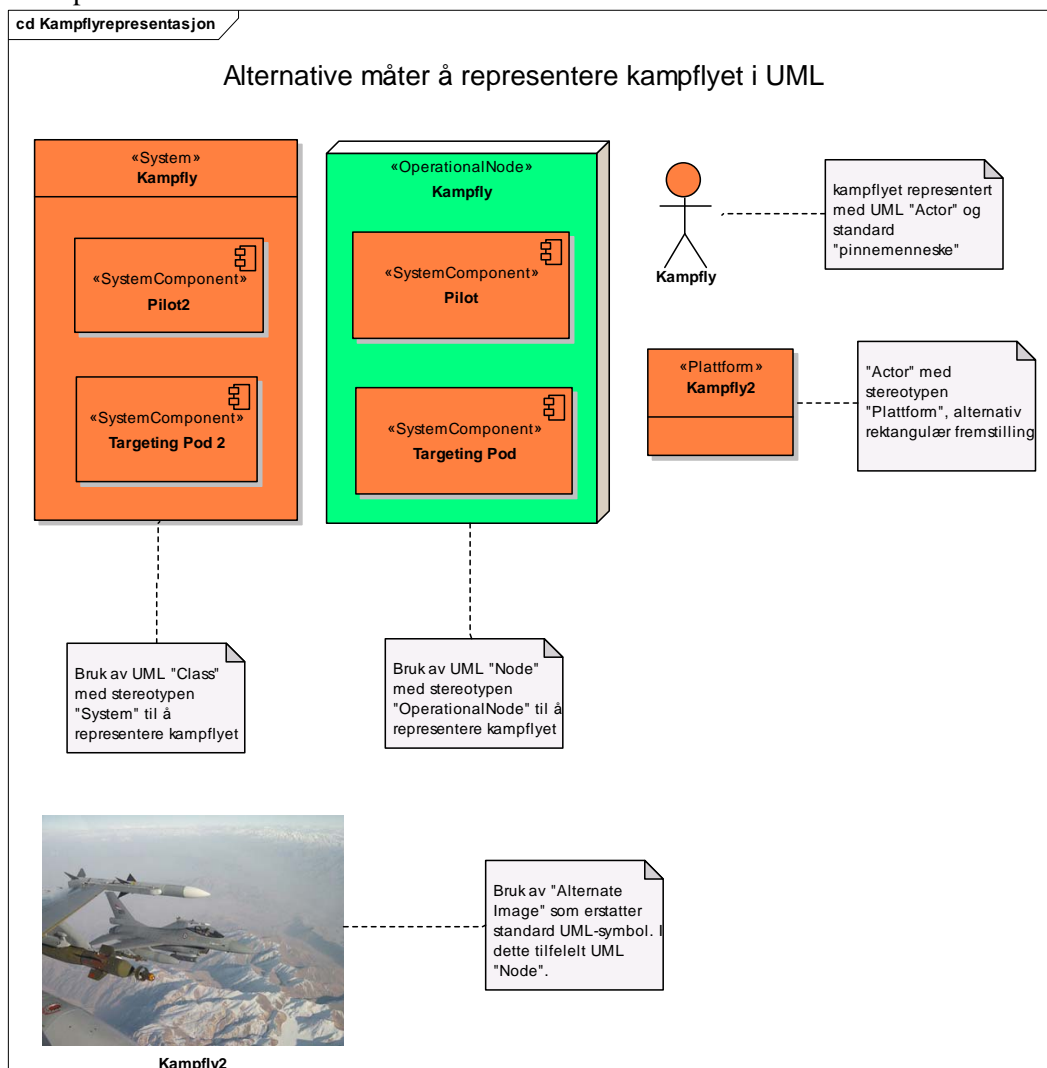 cd Kampflyrepresentasjon
Alternative måter å representere kampflyet i UML
«System»
Kampfly
«SystemComponent»
Pilot2
«SystemComponent»
Targeting Pod 2
«OperationalNode»
Kampfly
«SystemComponent»
Pilot
«SystemComponent»
Targeting Pod
Kampfly
kampflyet representert
med UML "Actor" og
standard
"pinnemenneske"
«Plattform»
Kampfly2
"Actor" med
stereotypen
"Plattform", alternativ
rektangulær fremstilling
Bruk av UML "Class"
med stereotypen
"System" til å
representere kampflyet
Bruk av UML "Node"
med stereotypen
"OperationalNode" til å
representere kampflyet
Bruk av "Alternate
Image" som erstatter
standard UML-symbol. I
dette tilfelelt UML
"Node".
Kampfly2